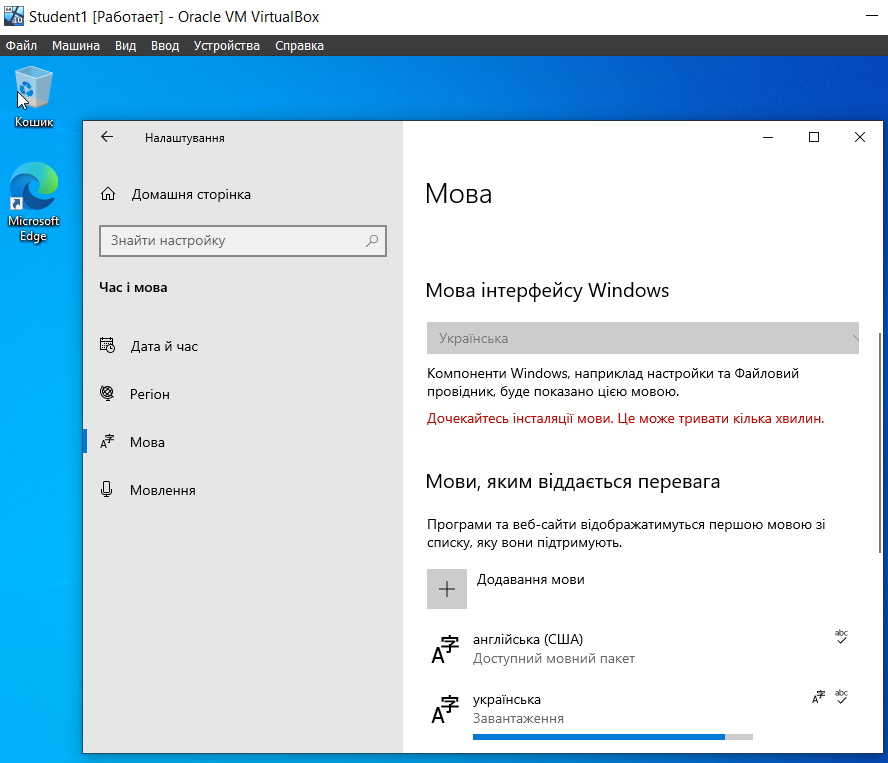 Student1 [Работает] - Oracle VM VirtualBox
Файл Машина Вид Ввод Устройства Справка
Кошик
Microsoft
Edge
Налаштування
Домашня сторінка
Знайти настройку
Час і мова
Дата й час
Регіон
Мова
Мовлення
Мова
Мова інтерфейсу Windows
Українська
Компоненти Windows, наприклад настройки та Файловий
провідник, буде показано цією мовою.
Дочекайтесь інсталяції мови. Це може тривати кілька хвилин.
Мови, яким віддається перевага
Програми та веб-сайти відображатимуться першою мовою зі
списку, яку вони підтримують.
Додавання мови
англійська (США)
Доступний мовний пакет
українська
Завантаження